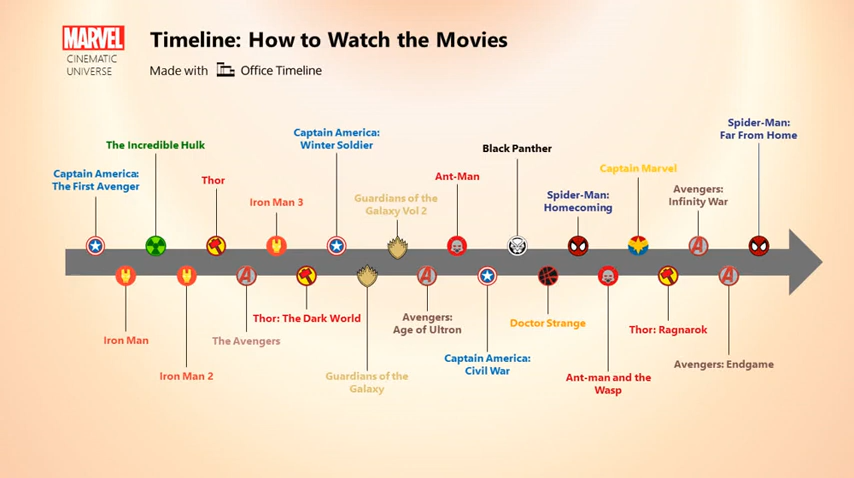 MARVEL
CINEMATIC
UNIVERSE
Timeline: How to Watch the Movies
Made with Office Timeline
Captain America:
The First Avenger
The Incredible Hulk
Thor
Iron Man 3
Captain America:
Winter Soldier
Guardians of the
Galaxy Vol 2
Ant-Man
Black Panther
Spider-Man:
Homecoming
Captain Marvel
Avengers:
Infinity War
Spider-Man:
Far From Home
Iron Man
Iron Man 2
The Avengers
Thor: The Dark World
Guardians of the
Galaxy
Avengers:
Age of Ultron
Captain America:
Civil War
Doctor Strange
Ant-man and the
Wasp
Thor: Ragnarok
Avengers: Endgame